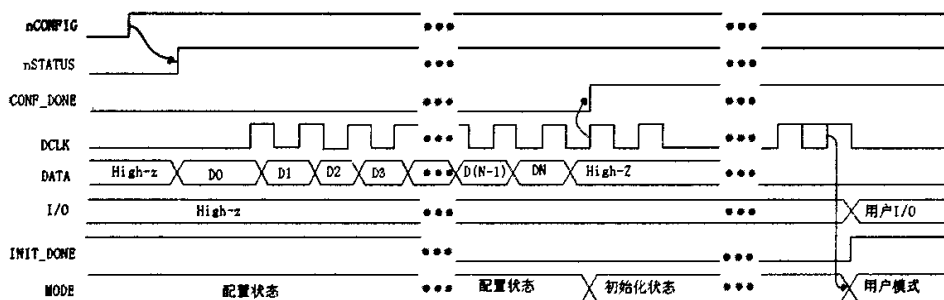 nCONFIG
nSTATUS
CONF_DONE
DCLK
DATA High-z D0 D1 D2 D3 D(N-1) DN High-Z
I/O High-z 用户I/O
INIT_DONE
MODE 配置状态 配置状态 初始化状态 用户模式